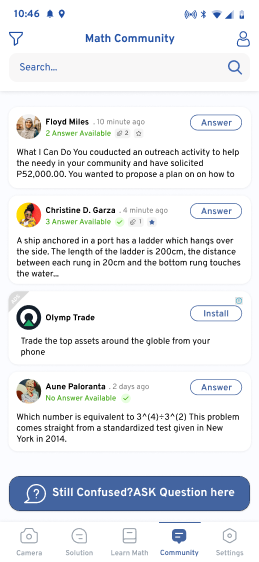 10:46
Math Community
Search...
Floyd Miles . 10 minute ago
Answer
2 Answer Available 2
What I Can Do You couducted an outreach activity to help
the needy in your community and have solicited
P52,000.00. You wanted to propose a plan on on how to
Christine D. Garza . 4 minute ago
Answer
3 Answer Available 1
A ship anchored in a port has a ladder which hangs over
the side. The length of the ladder is 200cm, the distance
between each rung in 20cm and the bottom rung touches
the water...
Olymp Trade
Install
Trade the top assets around the globle from your
phone
Aune Paloranta . 2 days ago
Answer
No Answer Available
Which number is equivalent to 3^(4)÷3^(2) This problem
comes straight from a standardized test given in New
York in 2014.
Still Confused?ASK Question here
Camera
Solution
Learn Math
Community
Settings